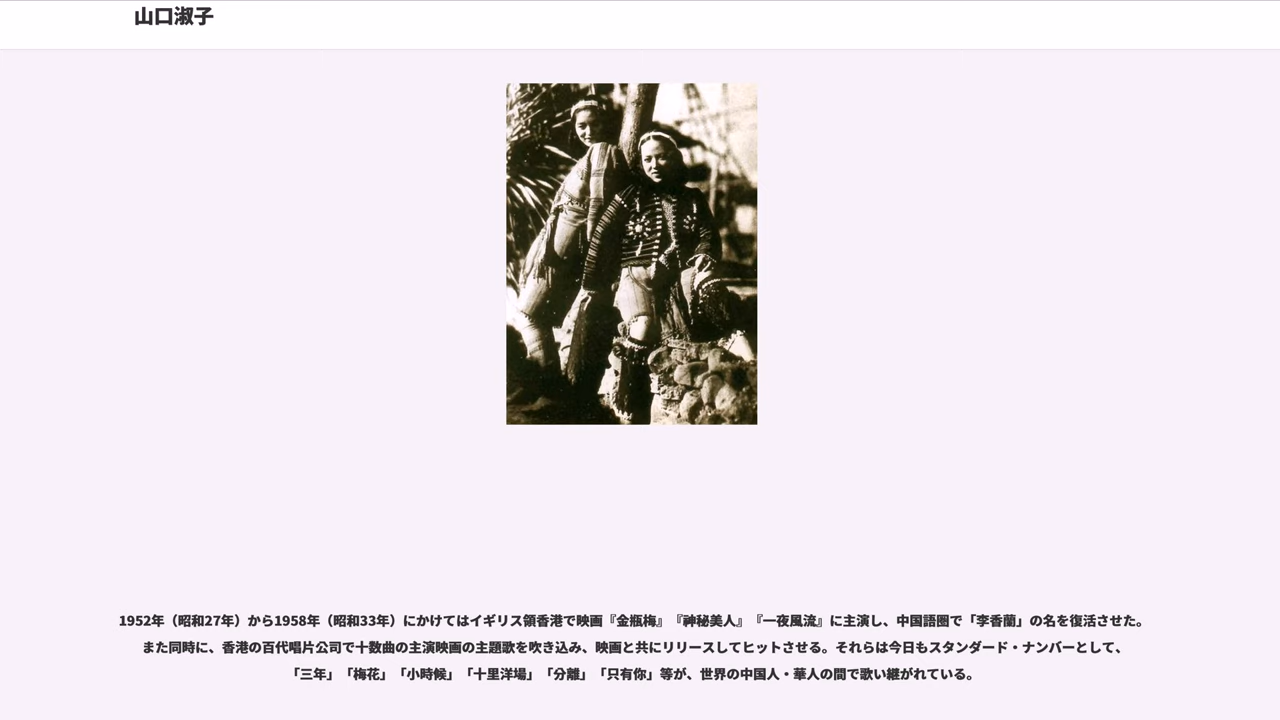 山口淑子
1952年（昭和27年）から1958年（昭和33年）にかけてはイギリス領香港で映画『金瓶梅』『神秘美人』『一夜風流』に主演し、中国語圏で「李香蘭」の名を復活させた。
また同時に、香港の百代唱片公司で十数曲の主演映画の主題歌を吹き込み、映画と共にリリースしてヒットさせる。それらは今日もスタンダード・ナンバーとして、
「三年」「梅花」「小時候」「十里洋場」「分離」「只有你」等が、世界の中国人・華人の間で歌い継がれている。